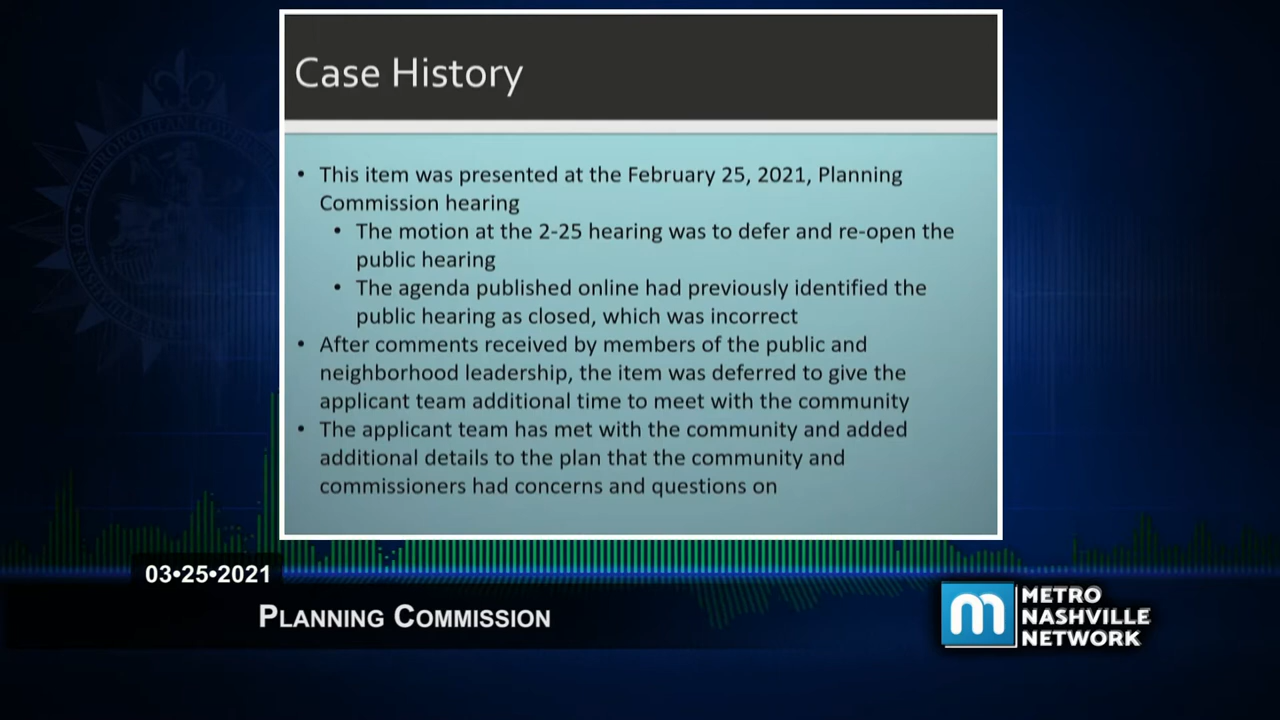 Case History
• This item was presented at the February 25, 2021, Planning
Commission hearing
• The motion at the 2-25 hearing was to defer and re-open the
public hearing
• The agenda published online had previously identified the
public hearing as closed, which was incorrect
• After comments received by members of the public and
neighborhood leadership, the item was deferred to give the
applicant team additional time to meet with the community
• The applicant team has met with the community and added
additional details to the plan that the community and
commissioners had concerns and questions on
03•25•2021
PLANNING COMMISSION
m
METRO
NASHVILLE
NETWORK